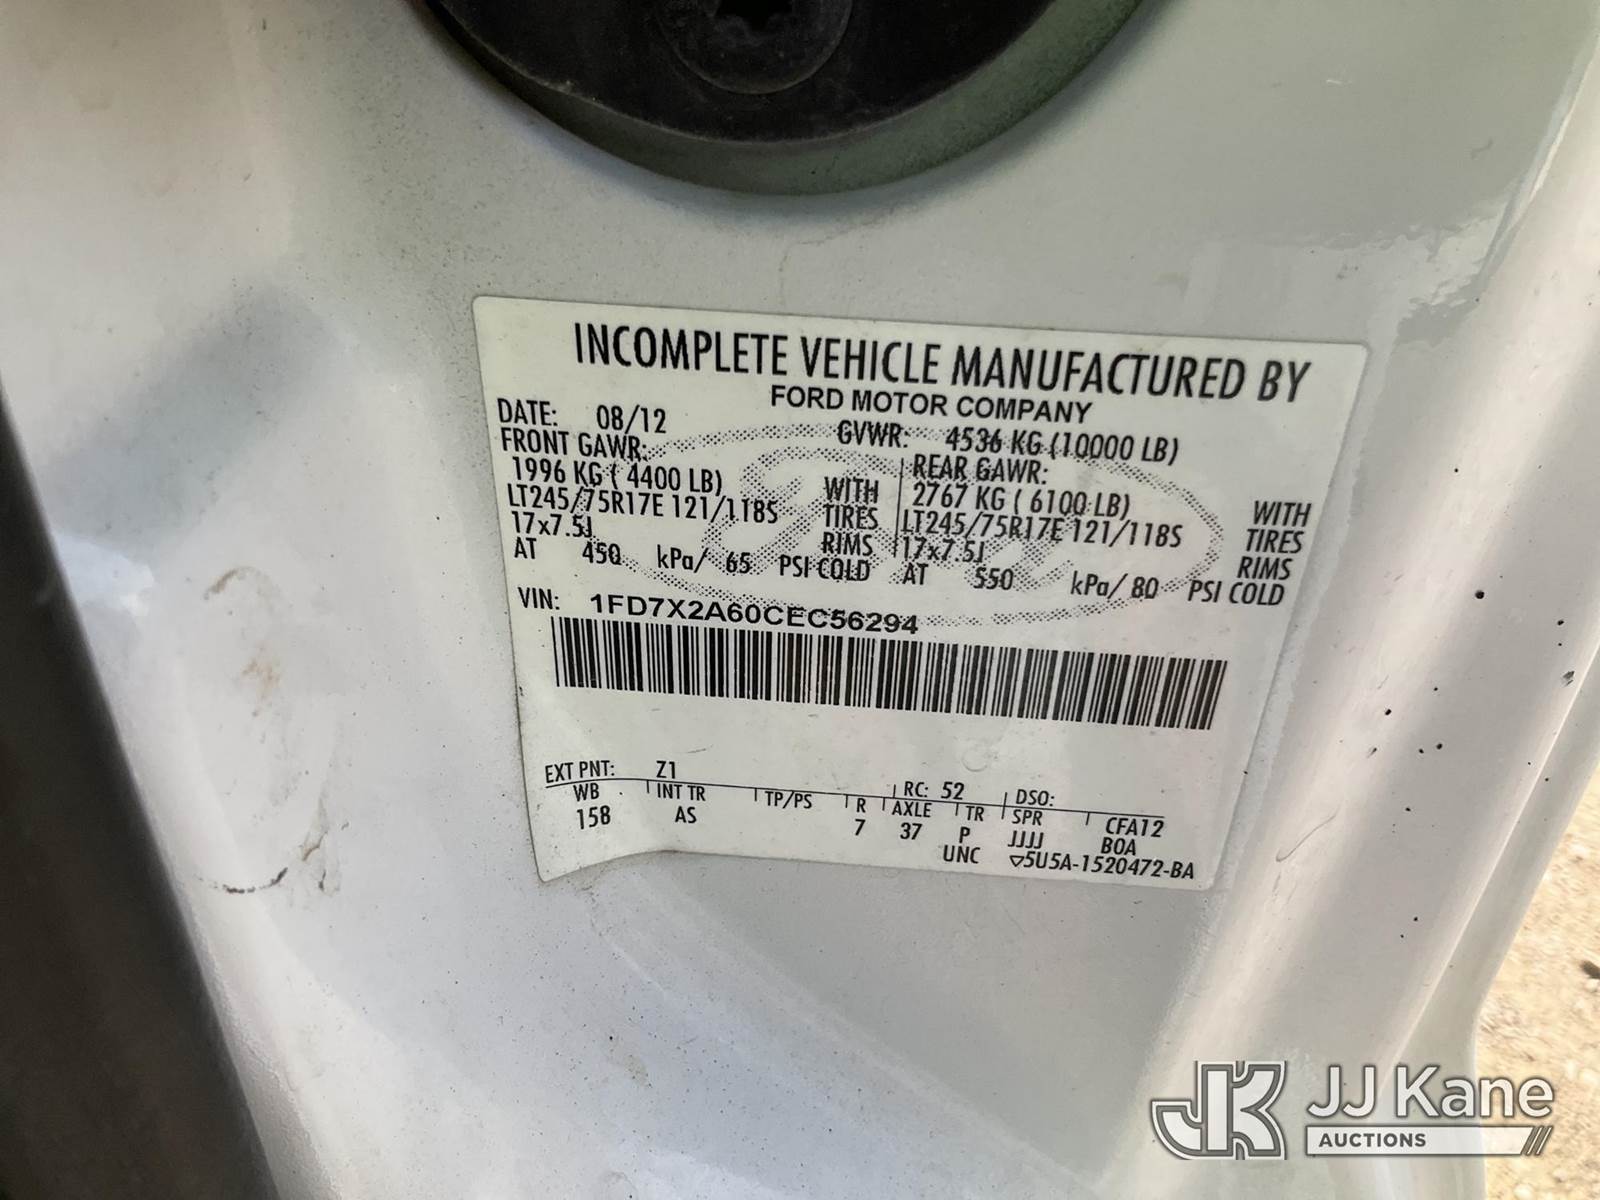 INCOMPLETE VEHICLE MANUFACTURED BY
FORD MOTOR COMPANY
DATE: 08/12 GVWR: 4536 KG (10000 LB)
FRONT GAWR: REAR GAWR:
1996 KG ( 4400 LB) WITH 2767 KG ( 6100 LB) WITH
LT245/75R17E 121/118S TIRES LT245/75R17E 121/118S TIRES
17x7.5J RIMS 17x7.5J RIMS
AT 450 kPa/ 65 PSI COLD AT 550 kPa/ 80 PSI COLD
VIN: 1FD7X2A60CEC56294
EXT PNT: Z1 RC: 52 DSO:
WB INT TR TP/PS R AXLE TR SPR CFA12
158 AS 7 37 P JJJJ BOA
UNC ▽5U5A-1520472-BA
JK JJ Kane
AUCTIONS